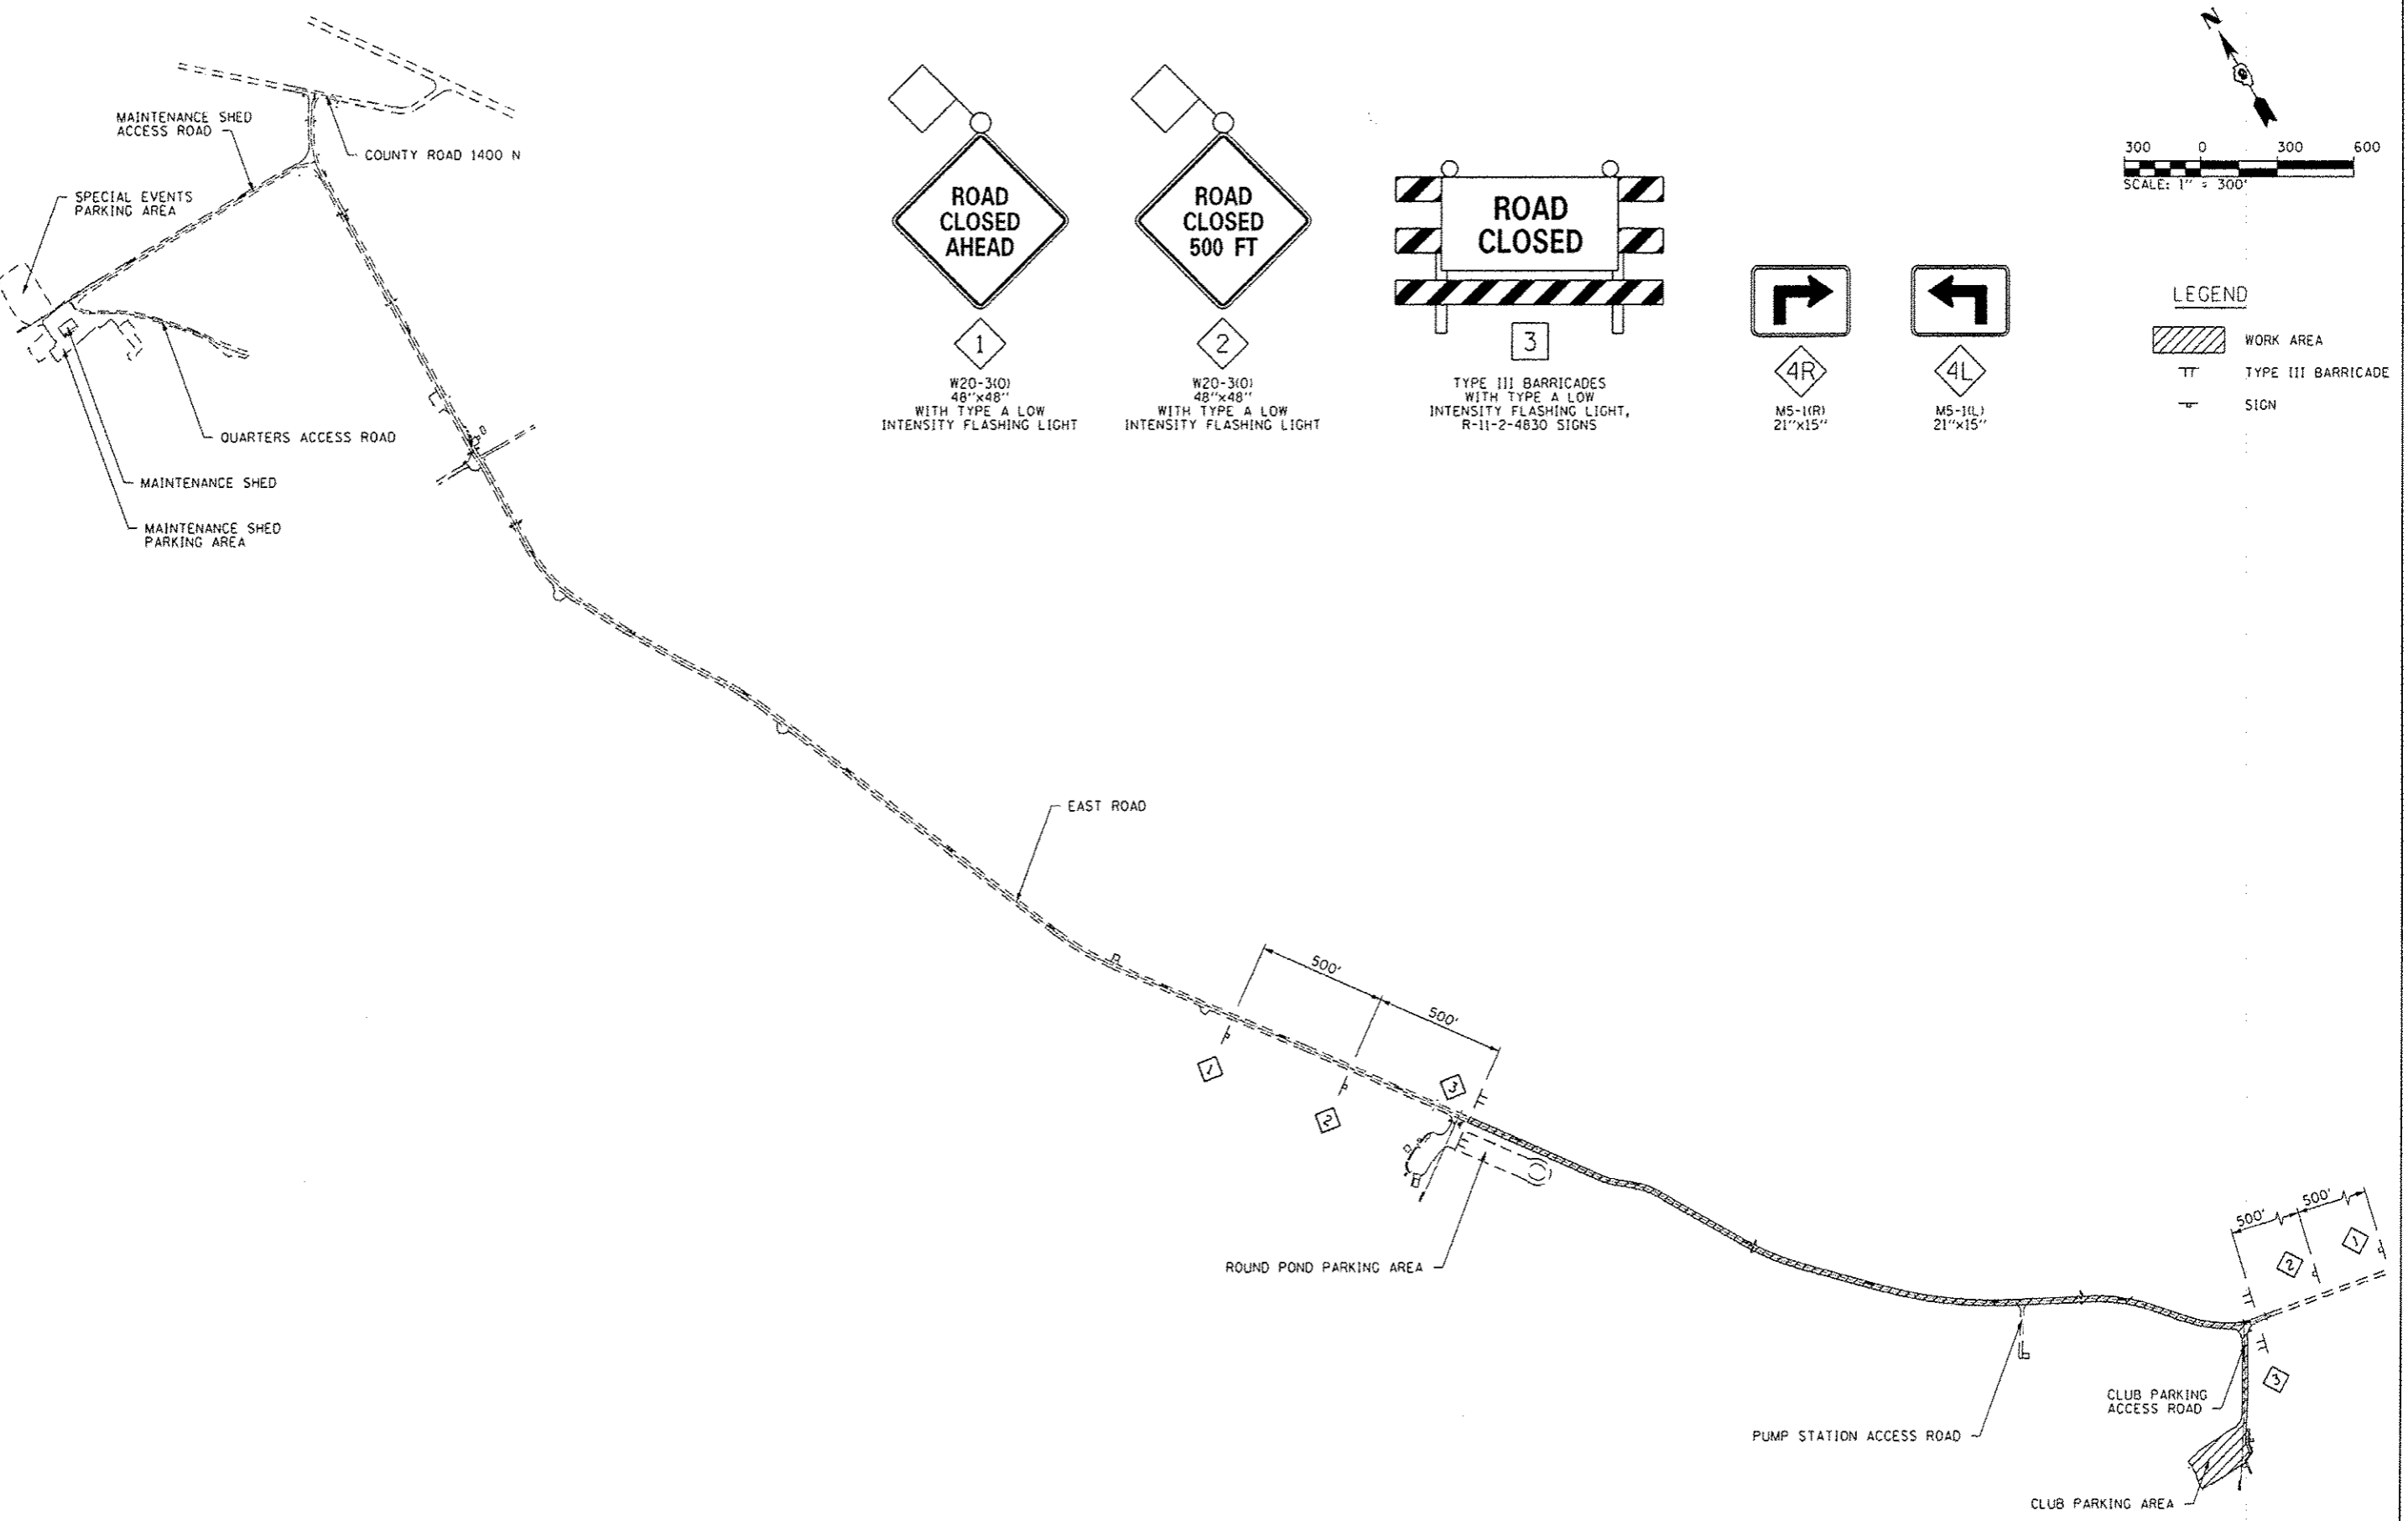 N
300 0 300 600
SCALE: 1" = 300'
MAINTENANCE SHED
ACCESS ROAD
COUNTY ROAD 1400 N
SPECIAL EVENTS
PARKING AREA
QUARTERS ACCESS ROAD
MAINTENANCE SHED
MAINTENANCE SHED
PARKING AREA
ROAD
CLOSED
AHEAD
1
W20-3(O)
48"x48"
WITH TYPE A LOW
INTENSITY FLASHING LIGHT
ROAD
CLOSED
500 FT
2
W20-3(O)
48"x48"
WITH TYPE A LOW
INTENSITY FLASHING LIGHT
ROAD
CLOSED
3
TYPE III BARRICADES
WITH TYPE A LOW
INTENSITY FLASHING LIGHT,
R-11-2-4830 SIGNS
4R
M5-1(R)
21"x15"
4L
M5-1(L)
21"x15"
LEGEND
WORK AREA
TYPE III BARRICADE
SIGN
EAST ROAD
500'
500'
1
2
3
ROUND POND PARKING AREA
500'
500'
1
2
3
CLUB PARKING
ACCESS ROAD
PUMP STATION ACCESS ROAD
CLUB PARKING AREA